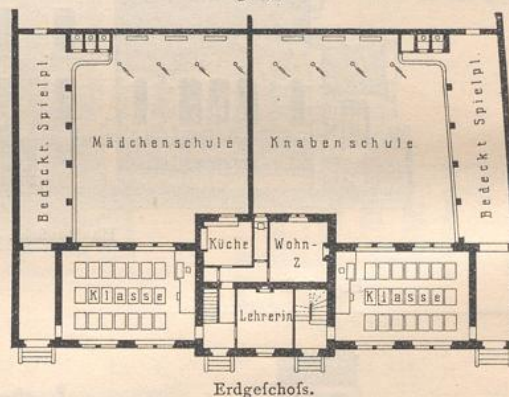 Bedeckt. Spielpl.
Mädchenschule
Knabenschule
Bedeckt Spielpl.
Küche
Wohn-
Z
Klasse
Lehrerin
Klasse
Erdgeſchoſs.